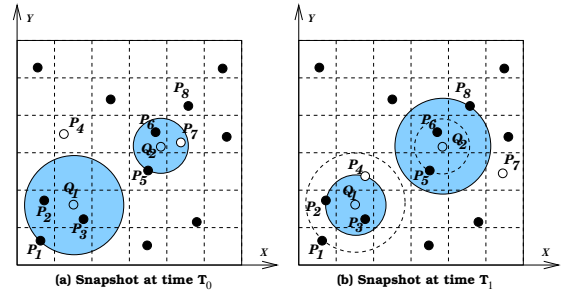 Y
P8
P4
P6
P7
Q2
P5
Q1
P2
P3
P1
X
(a) Snapshot at time T0
Y
P8
P6
Q2
P4
P5
P7
Q1
P2
P3
P1
X
(b) Snapshot at time T1